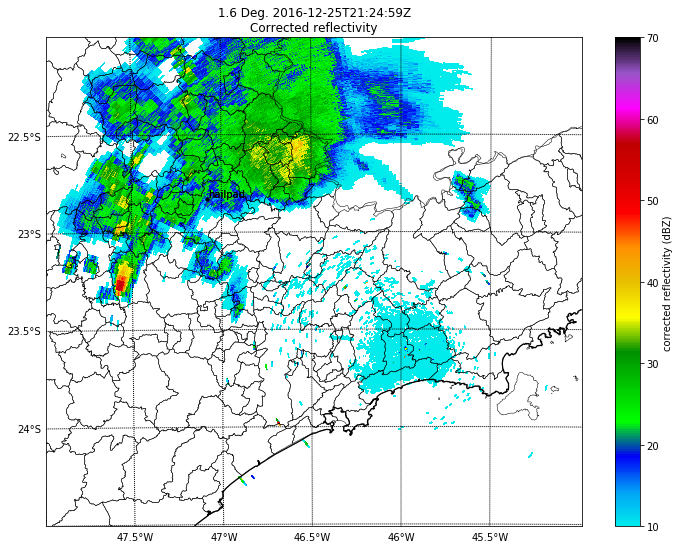 1.6 Deg. 2016-12-25T21:24:59Z
Corrected reflectivity
70
60
50
40
30
20
10
corrected reflectivity (dBZ)
22.5°S
23°S
23.5°S
24°S
Hailpad
47.5°W
47°W
46.5°W
46°W
45.5°W